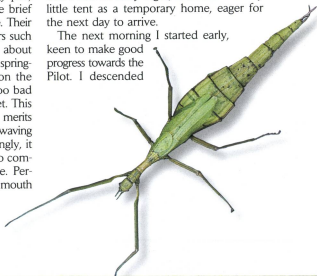 e brief
. Their
rs such
about
spring-
on the
oo bad
et. This
merits
waving
ngly, it
o com-
e. Per-
mouth
little tent as a temporary home, eager for
the next day to arrive.
The next morning I started early,
keen to make good
progress towards the
Pilot. I descended